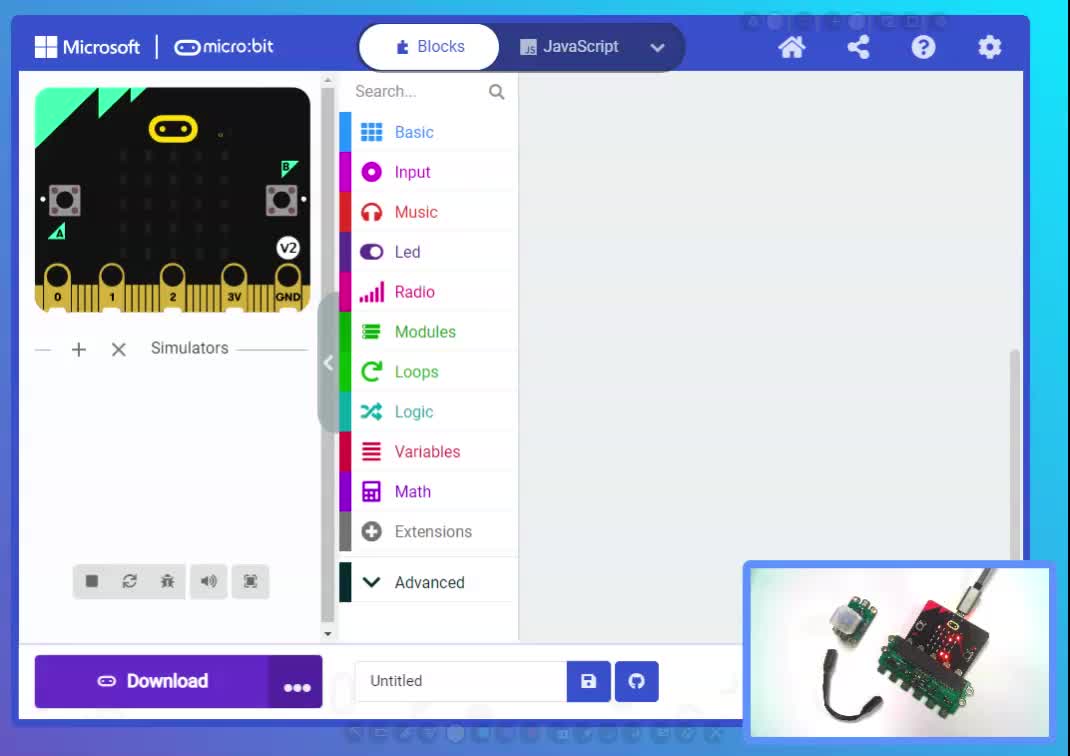 Microsoft
micro:bit
Blocks
JS JavaScript
Search...
Basic
Input
Music
Led
Radio
Modules
Loops
Logic
Variables
Math
Extensions
Advanced
B
A
V2
0 1 2 3V GND
Simulators
Download
Untitled